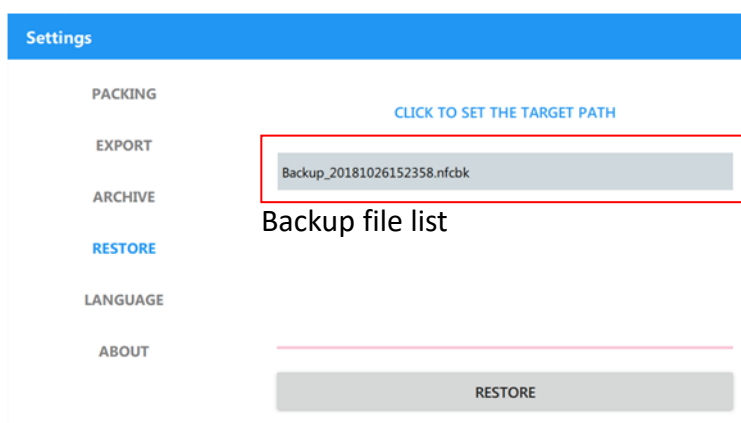 Settings
PACKING
EXPORT
ARCHIVE
RESTORE
LANGUAGE
ABOUT
CLICK TO SET THE TARGET PATH
Backup_20181026152358.nfcbk
Backup file list
RESTORE